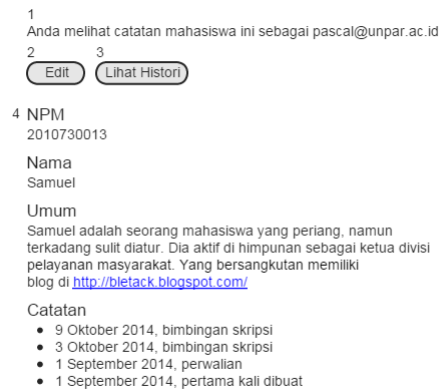 1
Anda melihat catatan mahasiswa ini sebagai pascal@unpar.ac.id
2 3
Edit Lihat Histori
4 NPM
2010730013
Nama
Samuel
Umum
Samuel adalah seorang mahasiswa yang periang, namun
terkadang sulit diatur. Dia aktif di himpunan sebagai ketua divisi
pelayanan masyarakat. Yang bersangkutan memiliki
blog di http://bletack.blogspot.com/
Catatan
• 9 Oktober 2014, bimbingan skripsi
• 3 Oktober 2014, bimbingan skripsi
• 1 September 2014, perwalian
• 1 September 2014, pertama kali dibuat